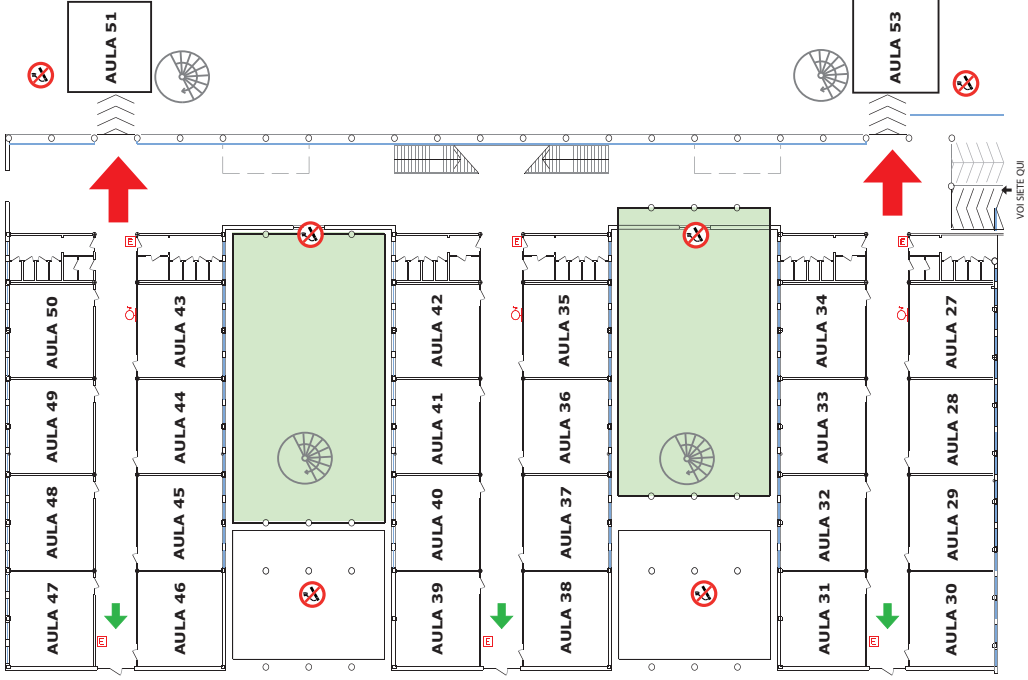 AULA 51
AULA 53
VOI SIETE QUI
E
E
E
AULA 50
AULA 43
AULA 42
AULA 35
AULA 34
AULA 27
AULA 49
AULA 44
AULA 41
AULA 36
AULA 33
AULA 28
AULA 48
AULA 45
AULA 40
AULA 37
AULA 32
AULA 29
AULA 47
AULA 46
AULA 39
AULA 38
AULA 31
AULA 30
E
E
E